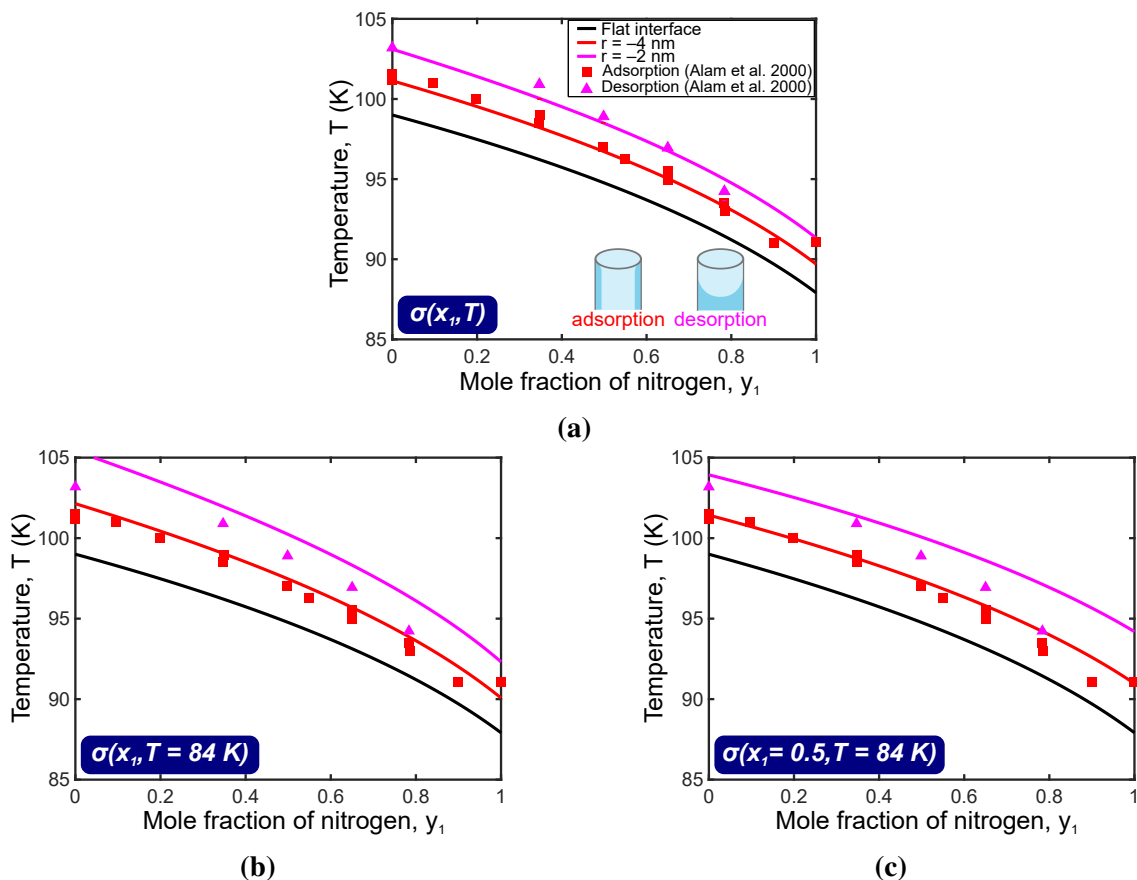 105
100
95
90
85
Temperature, T (K)
Flat interface
r = –4 nm
r = –2 nm
Adsorption (Alam et al. 2000)
Desorption (Alam et al. 2000)
σ(x₁,T)
adsorption
desorption
0 0.2 0.4 0.6 0.8 1
Mole fraction of nitrogen, y₁
(a)
105
100
95
90
85
Temperature, T (K)
σ(x₁,T = 84 K)
0 0.2 0.4 0.6 0.8 1
Mole fraction of nitrogen, y₁
(b)
105
100
95
90
85
Temperature, T (K)
σ(x₁= 0.5,T = 84 K)
0 0.2 0.4 0.6 0.8 1
Mole fraction of nitrogen, y₁
(c)